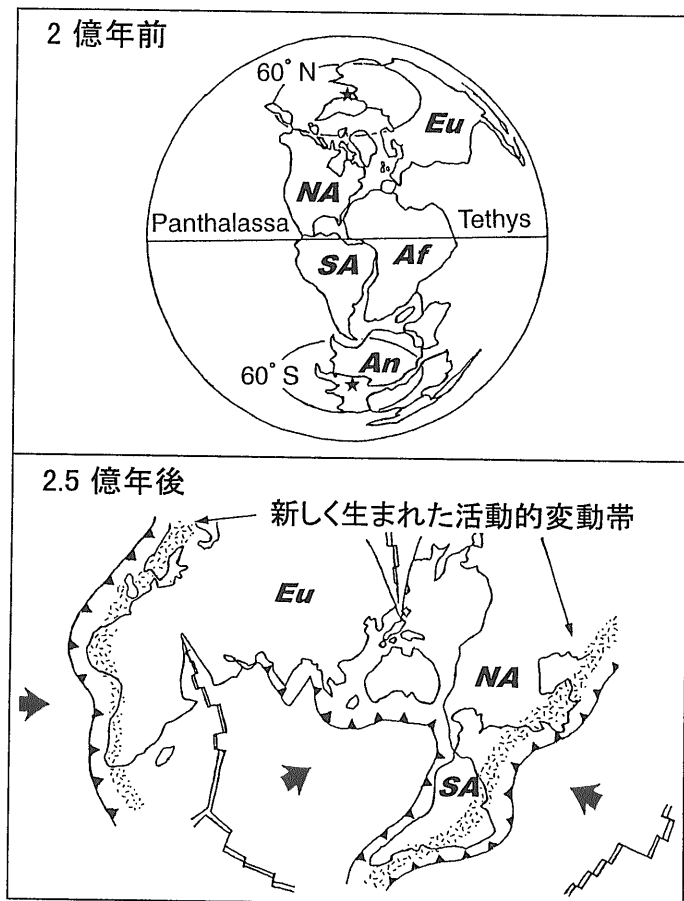 2 億年前
60° N
Eu
NA
Panthalassa
Tethys
SA
Af
An
60° S
2.5 億年後
新しく生まれた活動的変動帯
Eu
NA
SA